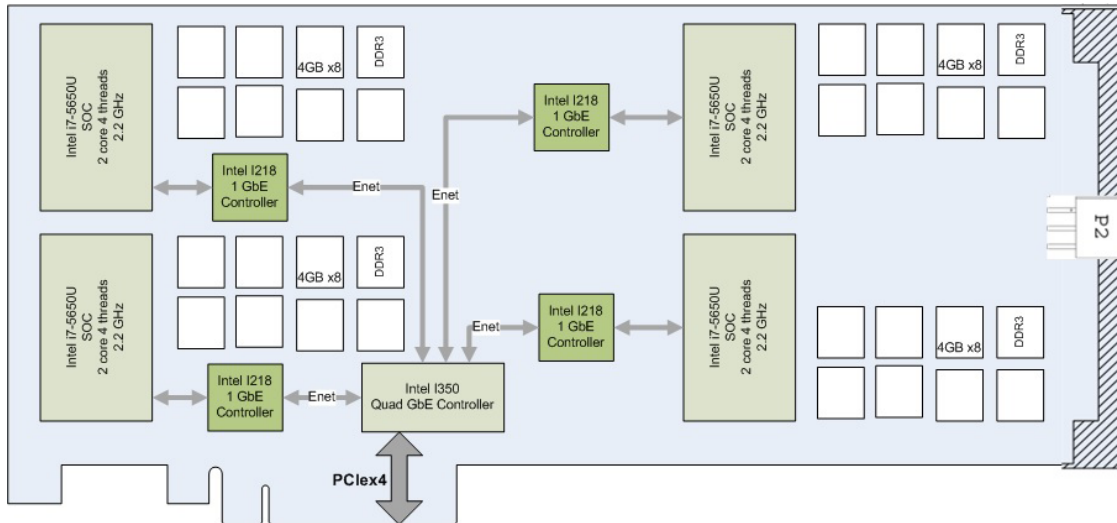 Intel i7-5650U
SOC
2 core 4 threads
2.2 GHz
4GB x8
DDR3
Intel I218
1 GbE
Controller
Enet
Enet
Intel I218
1 GbE
Controller
Intel i7-5650U
SOC
2 core 4 threads
2.2 GHz
4GB x8
DDR3
P2
Intel i7-5650U
SOC
2 core 4 threads
2.2 GHz
4GB x8
DDR3
Intel I218
1 GbE
Controller
Enet
Intel I350
Quad GbE Controller
Enet
Intel I218
1 GbE
Controller
Intel i7-5650U
SOC
2 core 4 threads
2.2 GHz
4GB x8
DDR3
PCIex4